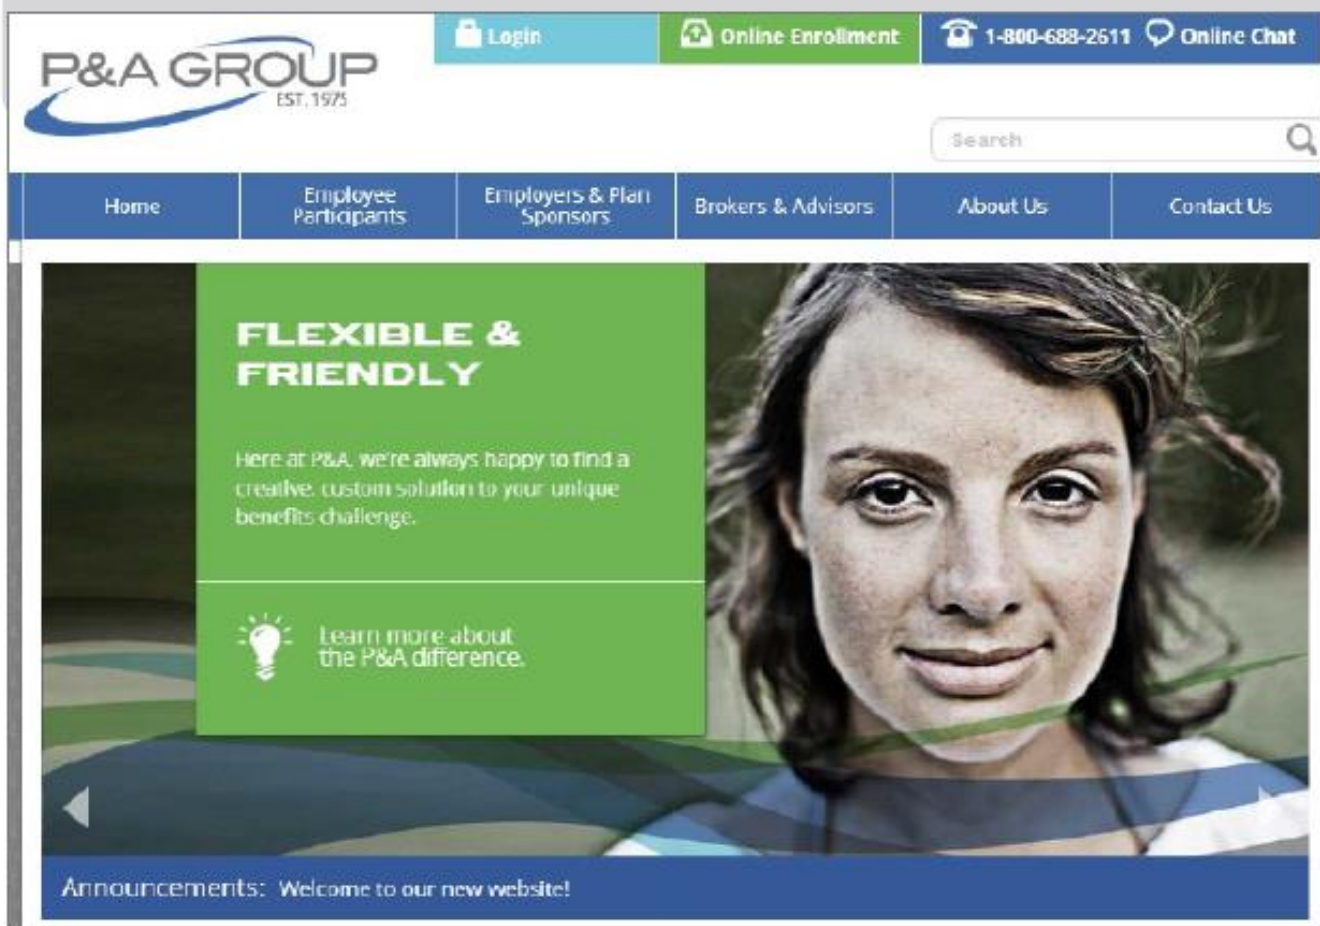 Login
Online Enrollment
1-800-688-2611
Online Chat
P&A GROUP
EST. 1975
Search
Home
Employee
Participants
Employers & Plan
Sponsors
Brokers & Advisors
About Us
Contact Us
FLEXIBLE &
FRIENDLY
Here at P&A, we're always happy to find a
creative, custom solution to your unique
benefits challenge.
Learn more about
the P&A difference.
Announcements: Welcome to our new website!